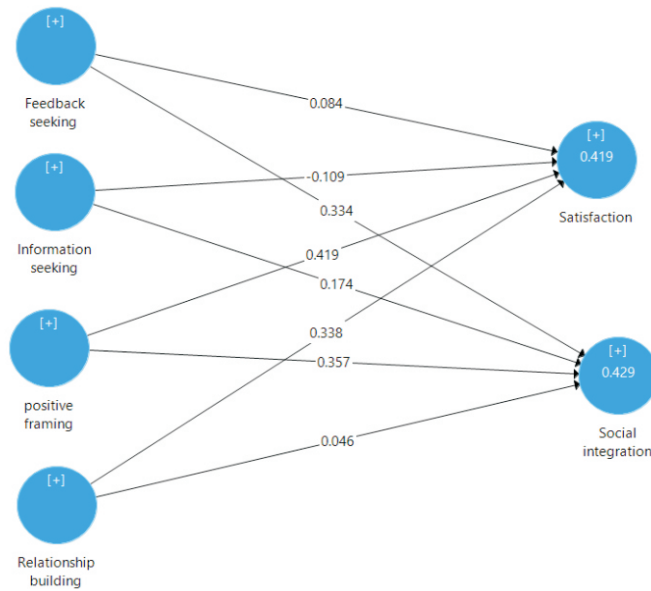 [+]
Feedback
seeking
0.084
[+]
0.419
Satisfaction
[+]
Information
seeking
-0.109
0.334
0.419
0.174
[+]
positive
framing
0.338
0.357
[+]
0.429
Social
integration
0.046
[+]
Relationship
building